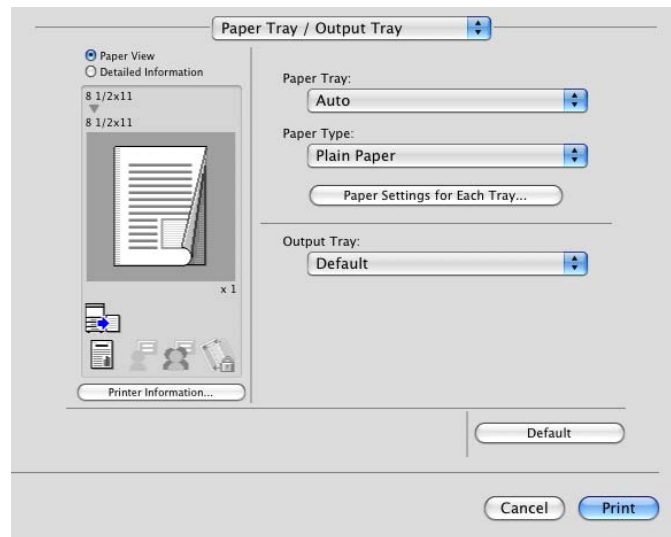 Paper Tray / Output Tray
Paper View
Detailed Information
8 1/2x11
8 1/2x11
x 1
Printer Information...
Paper Tray:
Auto
Paper Type:
Plain Paper
Paper Settings for Each Tray...
Output Tray:
Default
Default
Cancel
Print